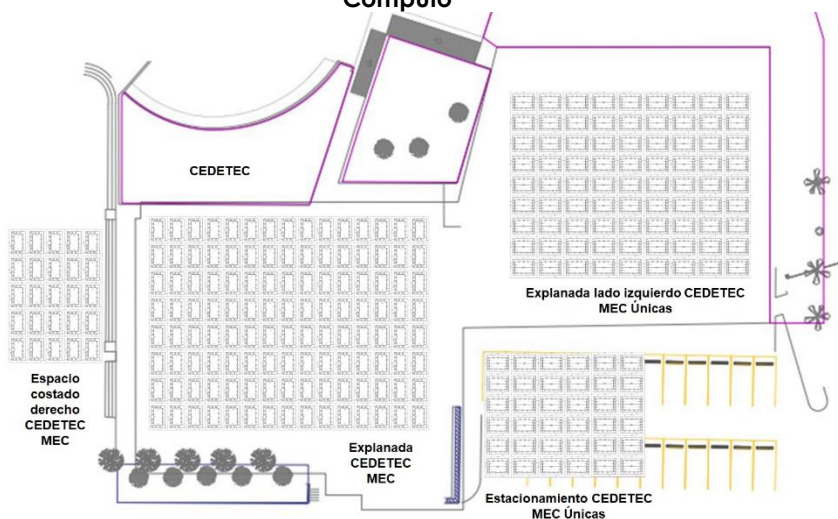 Cómputo
CEDETEC
Explanada lado izquierdo CEDETEC
MEC Únicas
Espacio
costado
derecho
CEDETEC
MEC
Explanada
CEDETEC
MEC
Estacionamiento CEDETEC
MEC Únicas